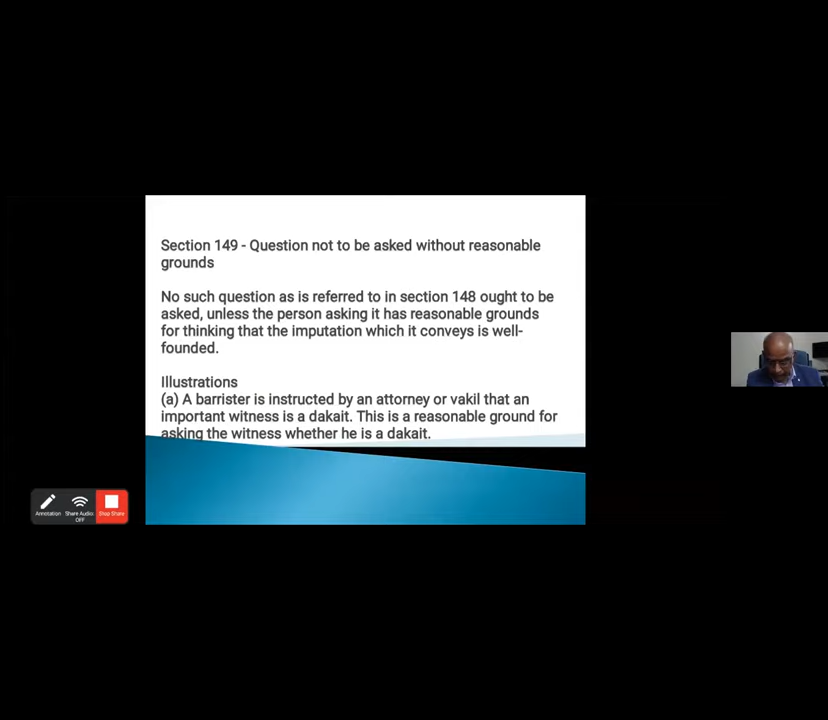 Section 149 - Question not to be asked without reasonable
grounds
No such question as is referred to in section 148 ought to be
asked, unless the person asking it has reasonable grounds
for thinking that the imputation which it conveys is well-
founded.
Illustrations
(a) A barrister is instructed by an attorney or vakil that an
important witness is a dakait. This is a reasonable ground for
asking the witness whether he is a dakait.
Annotation
Share Audio:
OFF
Stop Share